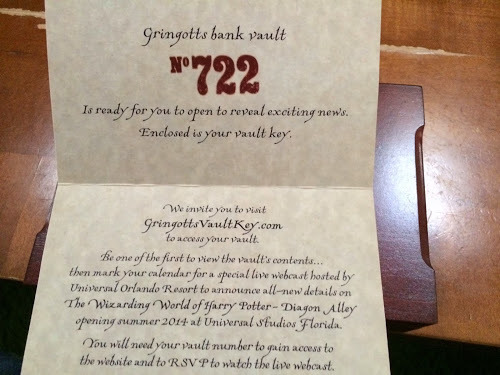 Gringotts bank vault
Nº722
Is ready for you to open to reveal exciting news.
Enclosed is your vault key.
We invite you to visit
GringottsVaultKey.com
to access your vault.
Be one of the first to view the vault's contents...
then mark your calendar for a special live webcast hosted by
Universal Orlando Resort to announce all-new details on
The Wizarding World of Harry Potter – Diagon Alley
opening summer 2014 at Universal Studios Florida.
You will need your vault number to gain access to
the website and to RSVP to watch the live webcast.